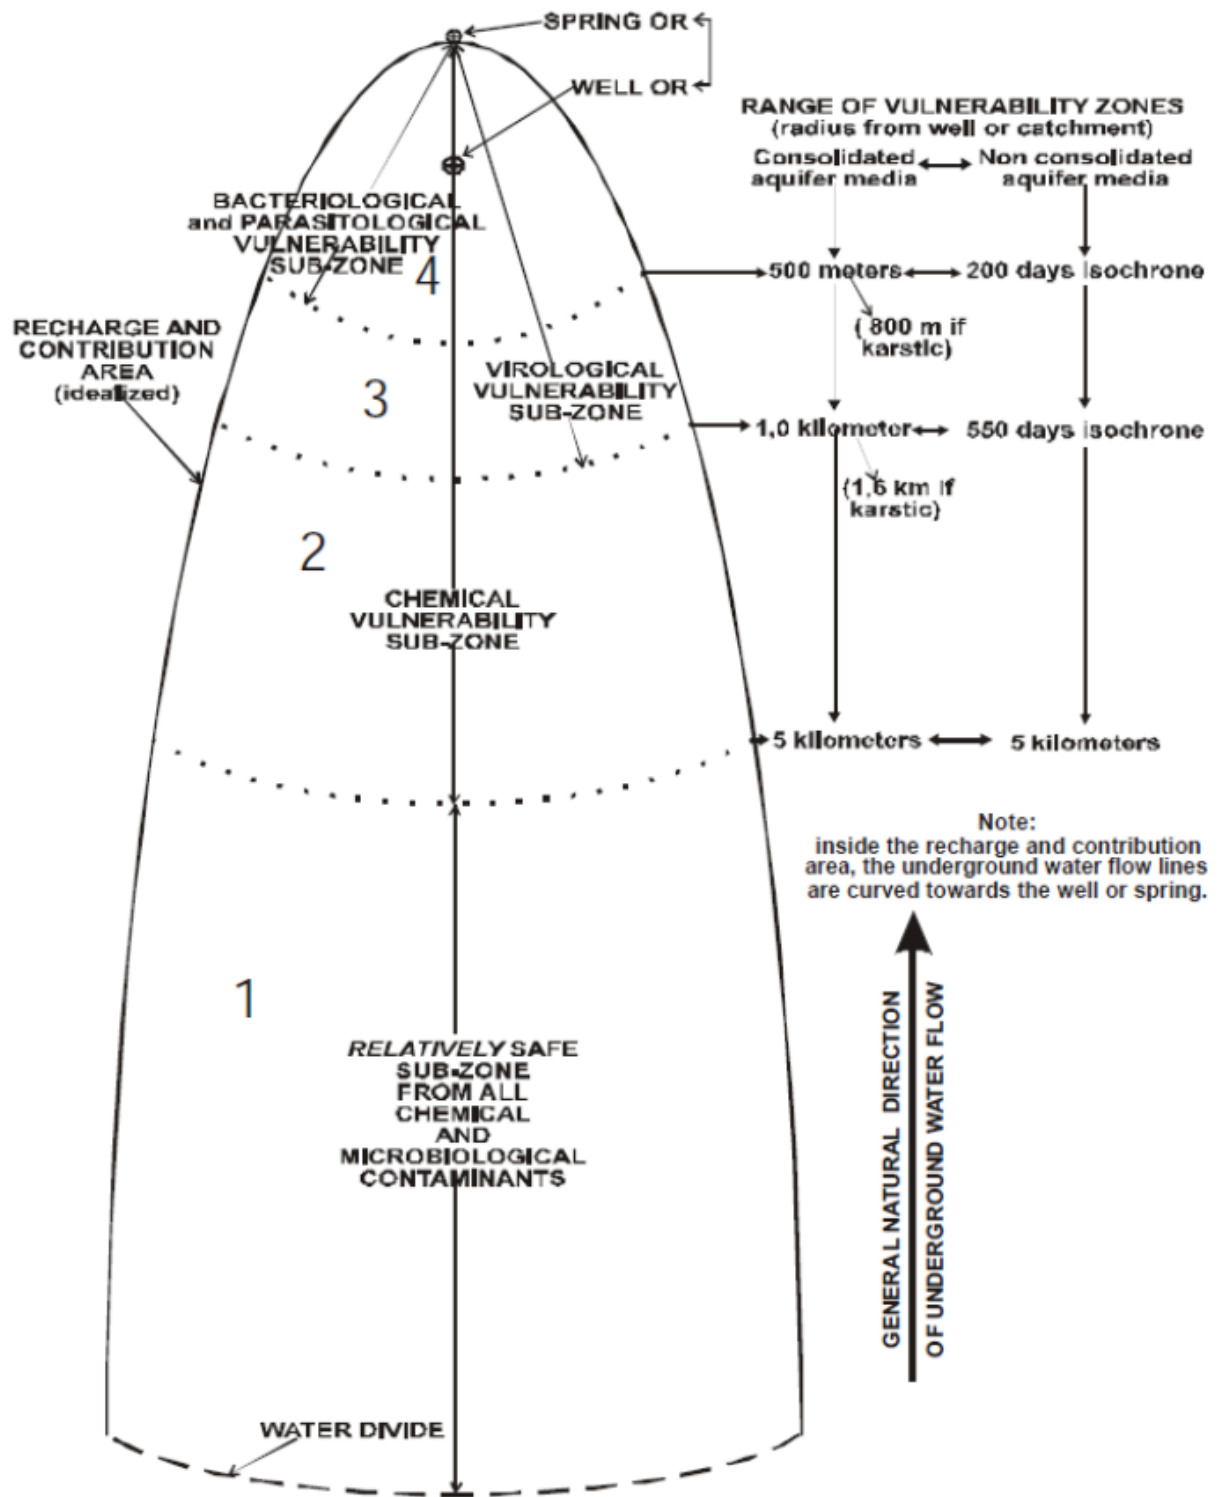 SPRING OR
WELL OR
RANGE OF VULNERABILITY ZONES
(radius from well or catchment)
Consolidated
aquifer media
Non consolidated
aquifer media
BACTERIOLOGICAL
and PARASITOLOGICAL
VULNERABILITY
SUB-ZONE
4
500 meters
200 days isochrone
(800 m if
karstic)
RECHARGE AND
CONTRIBUTION
AREA
(idealized)
3
VIROLOGICAL
VULNERABILITY
SUB-ZONE
1,0 kilometer
550 days isochrone
(1,6 km if
karstic)
2
CHEMICAL
VULNERABILITY
SUB-ZONE
5 kilometers
5 kilometers
Note:
inside the recharge and contribution
area, the underground water flow lines
are curved towards the well or spring.
1
RELATIVELY SAFE
SUB-ZONE
FROM ALL
CHEMICAL
AND
MICROBIOLOGICAL
CONTAMINANTS
GENERAL NATURAL DIRECTION
OF UNDERGROUND WATER FLOW
WATER DIVIDE